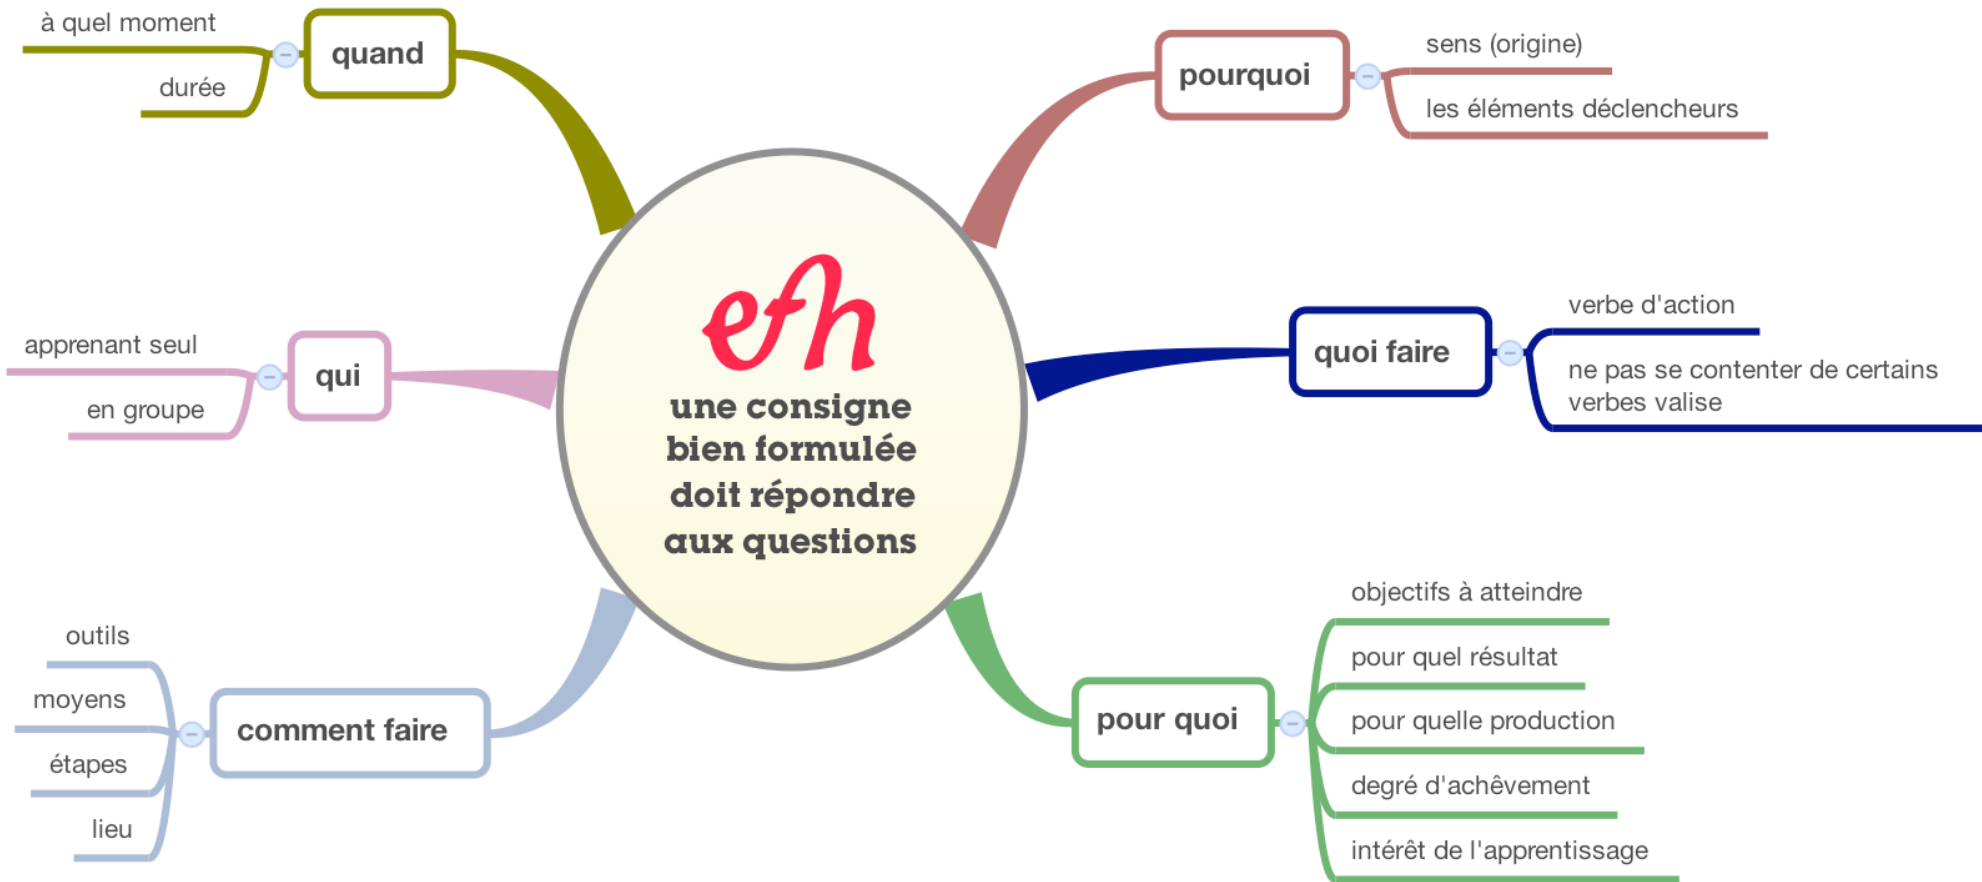 efh
une consigne
bien formulée
doit répondre
aux questions
pourquoi
sens (origine)
les éléments déclencheurs
quoi faire
verbe d'action
ne pas se contenter de certains
verbes valise
pour quoi
objectifs à atteindre
pour quel résultat
pour quelle production
degré d'achêvement
intérêt de l'apprentissage
comment faire
outils
moyens
étapes
lieu
qui
apprenant seul
en groupe
quand
à quel moment
durée